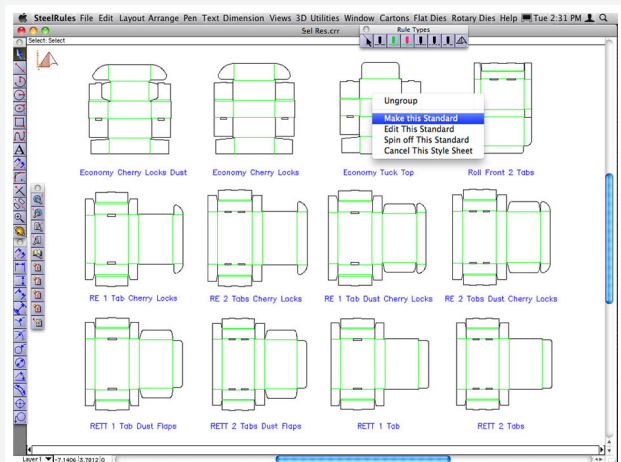 SteelRules File Edit Layout Arrange Pen Text Dimension Views 3D Utilities Window Cartons Flat Dies Rotary Dies Help Tue 2:31 PM
Sel Res.crr
Rule Types
Select: Select
Ungroup
Make this Standard
Edit This Standard
Spin off This Standard
Cancel This Style Sheet
Economy Cherry Locks Dust
Economy Cherry Locks
Economy Tuck Top
Roll Front 2 Tabs
RE 1 Tab Cherry Locks
RE 2 Tabs Cherry Locks
RE 1 Tab Dust Cherry Locks
RE 2 Tabs Dust Cherry Locks
RETT 1 Tab Dust Flaps
RETT 2 Tabs Dust Flaps
RETT 1 Tab
RETT 2 Tabs
Layer 1 -7.1406 3.7812 0